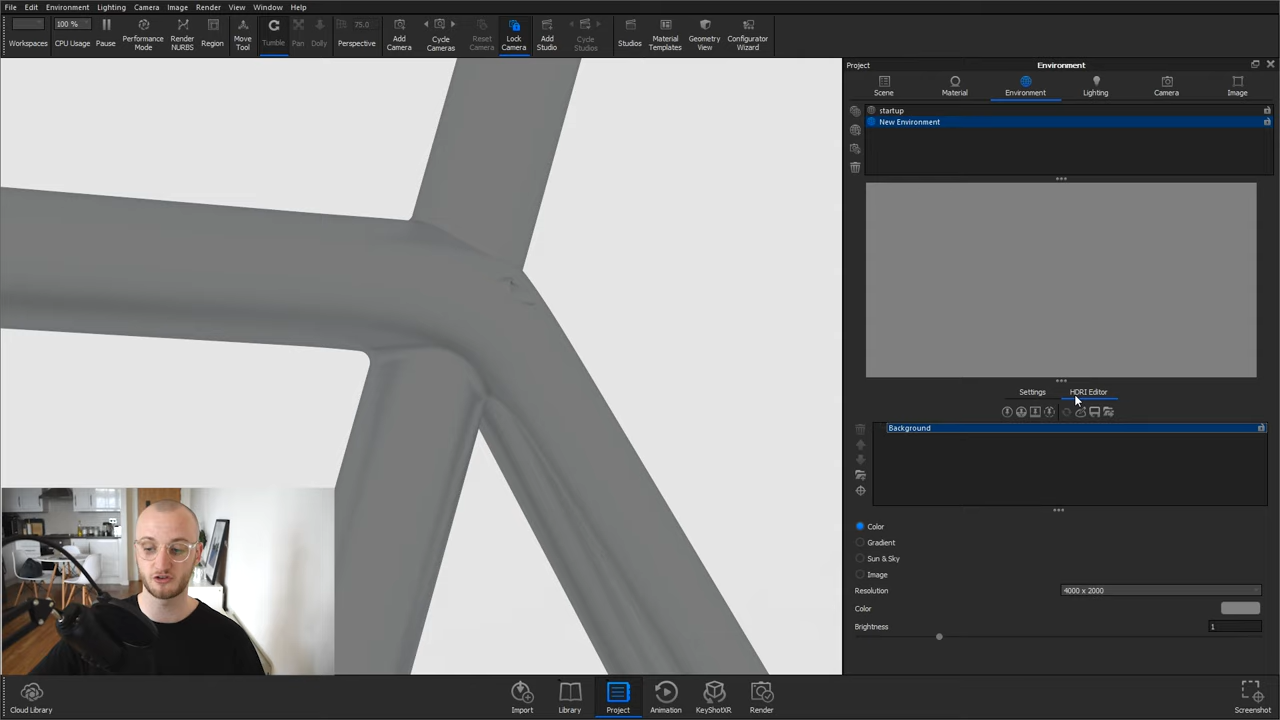 File Edit Environment Lighting Camera Image Render View Window Help
100 %
75.0
Workspaces CPU Usage Pause Performance Mode Render NURBS Region Move Tool Tumble Pan Dolly Perspective Add Camera Cycle Cameras Reset Camera Lock Camera Add Studio Cycle Studios Studios Material Templates Geometry View Configurator Wizard
Project Environment
Scene Material Environment Lighting Camera Image
startup
New Environment
Settings HDRI Editor
Background
Color
Gradient
Sun & Sky
Image
Resolution 4000 x 2000
Color
Brightness 1
Cloud Library Import Library Project Animation KeyShotXR Render Screenshot